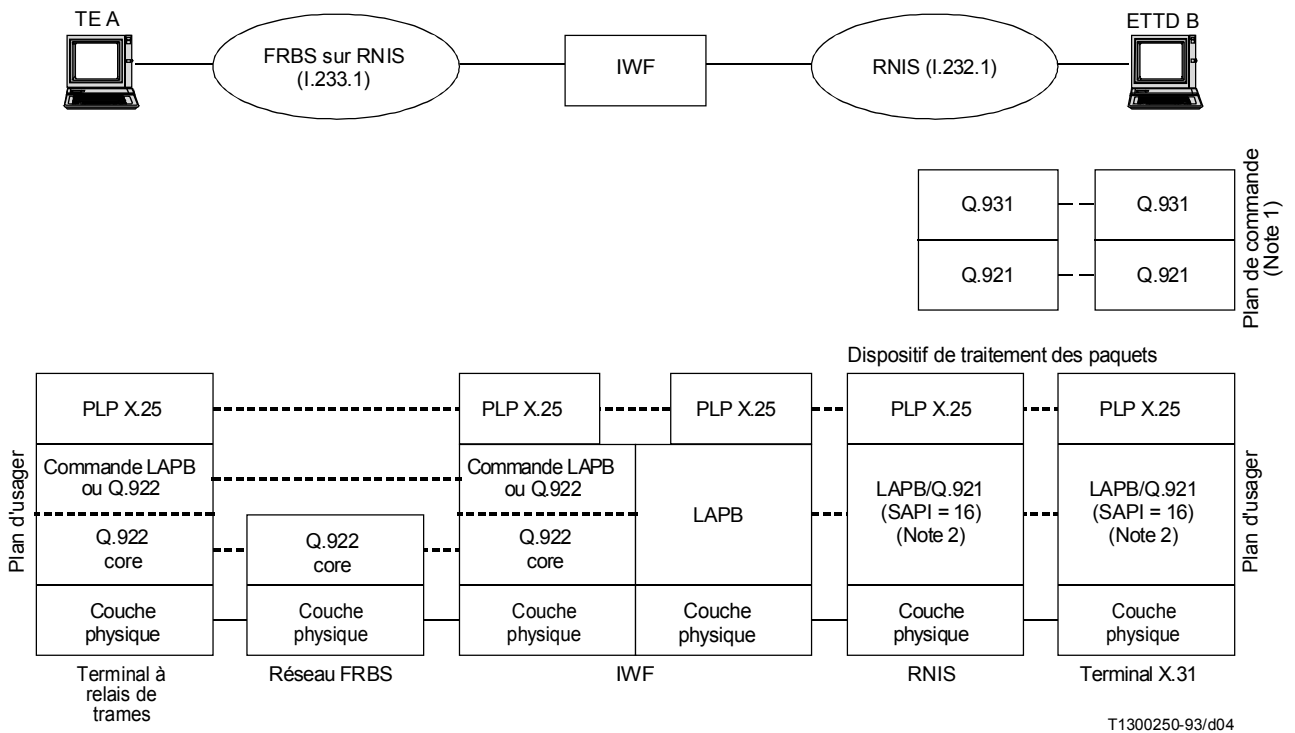 TE A
ETTD B
FRBS sur RNIS
(I.233.1)
IWF
RNIS (I.232.1)
Q.931
Q.931
Q.921
Q.921
Plan de commande
(Note 1)
Dispositif de traitement des paquets
PLP X.25
PLP X.25
PLP X.25
PLP X.25
PLP X.25
Plan d'usager
Commande LAPB
ou Q.922
Commande LAPB
ou Q.922
LAPB
LAPB/Q.921
(SAPI = 16)
(Note 2)
LAPB/Q.921
(SAPI = 16)
(Note 2)
Plan d'usager
Q.922
core
Q.922
core
Q.922
core
Couche
physique
Couche
physique
Couche
physique
Couche
physique
Couche
physique
Couche
physique
Terminal à
relais de
trames
Réseau FRBS
IWF
RNIS
Terminal X.31
T1300250-93/d04